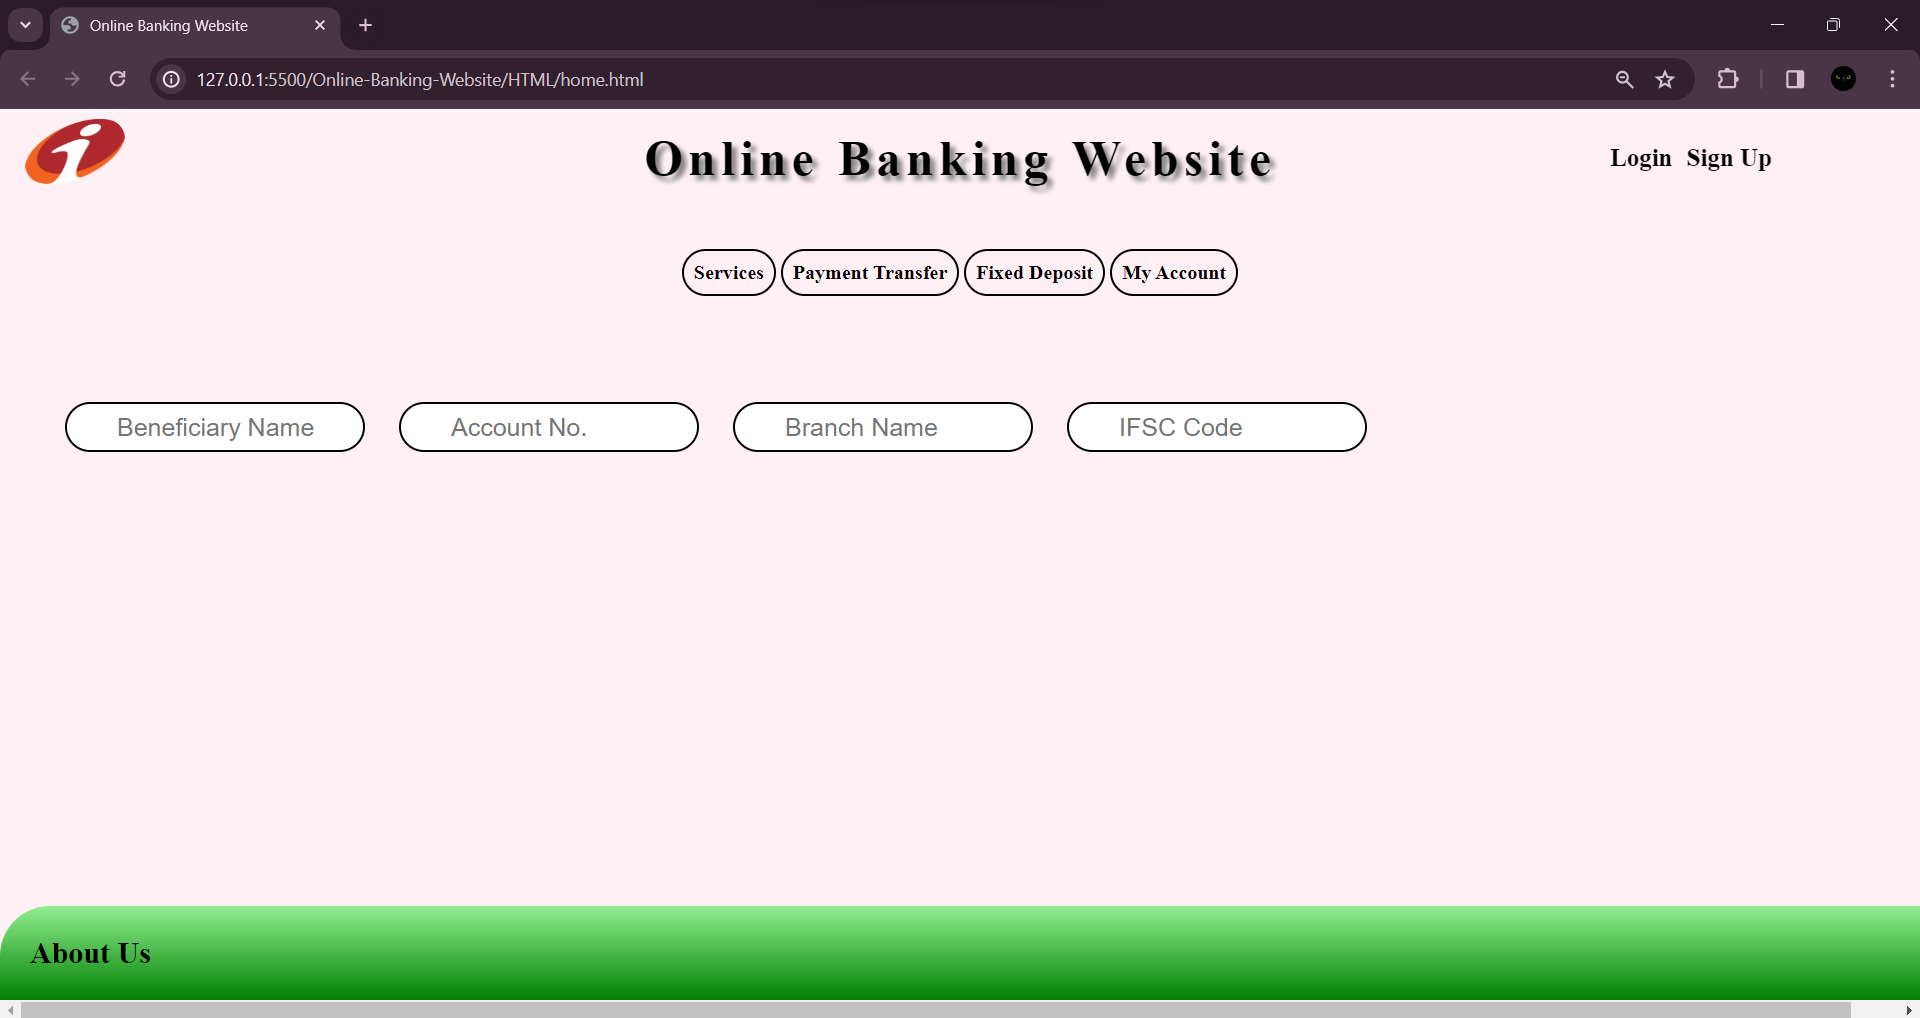 Online Banking Website
127.0.0.1:5500/Online-Banking-Website/HTML/home.html
i
Online Banking Website
Login Sign Up
Services Payment Transfer Fixed Deposit My Account
Beneficiary Name Account No. Branch Name IFSC Code
About Us